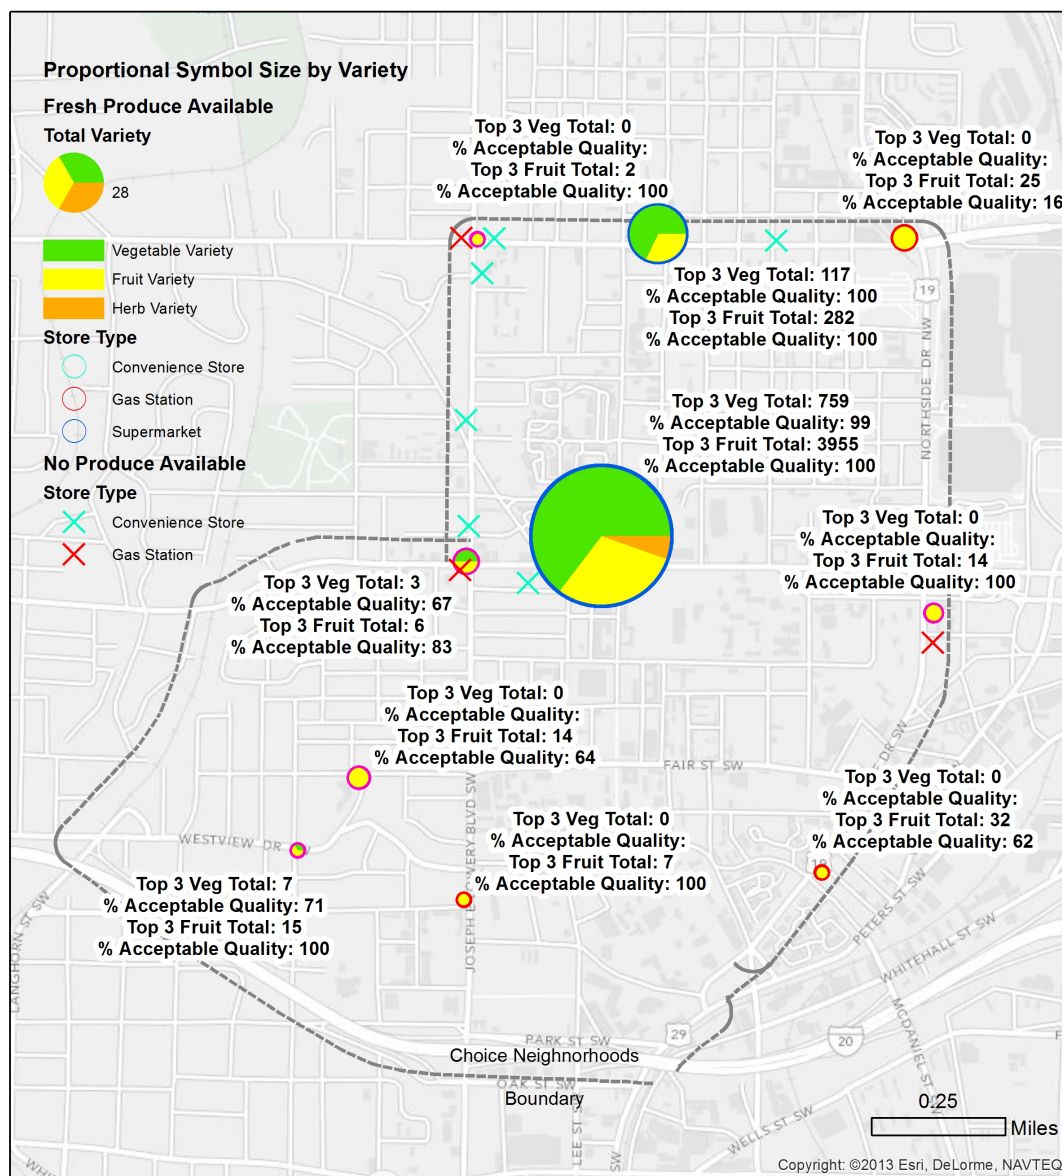 Proportional Symbol Size by Variety
Fresh Produce Available
Total Variety
28
Vegetable Variety
Fruit Variety
Herb Variety
Store Type
Convenience Store
Gas Station
Supermarket
No Produce Available
Store Type
Convenience Store
Gas Station
Top 3 Veg Total: 0
% Acceptable Quality:
Top 3 Fruit Total: 2
% Acceptable Quality: 100
Top 3 Veg Total: 0
% Acceptable Quality:
Top 3 Fruit Total: 25
% Acceptable Quality: 16
Top 3 Veg Total: 117
% Acceptable Quality: 100
Top 3 Fruit Total: 282
% Acceptable Quality: 100
19
NORTHSIDE DR NW
Top 3 Veg Total: 759
% Acceptable Quality: 99
Top 3 Fruit Total: 3955
% Acceptable Quality: 100
Top 3 Veg Total: 0
% Acceptable Quality:
Top 3 Fruit Total: 14
% Acceptable Quality: 100
Top 3 Veg Total: 3
% Acceptable Quality: 67
Top 3 Fruit Total: 6
% Acceptable Quality: 83
Top 3 Veg Total: 0
% Acceptable Quality:
Top 3 Fruit Total: 14
% Acceptable Quality: 64
FAIR ST SW
DR SW
Top 3 Veg Total: 0
% Acceptable Quality:
Top 3 Fruit Total: 32
% Acceptable Quality: 62
Top 3 Veg Total: 0
% Acceptable Quality:
Top 3 Fruit Total: 7
% Acceptable Quality: 100
WESTVIEW DR SW
Top 3 Veg Total: 7
% Acceptable Quality: 71
Top 3 Fruit Total: 15
% Acceptable Quality: 100
LANGHORN ST SW
JOSEPH E LOWERY BLVD SW
PETERS ST SW
WHITEHALL ST SW
MCDANIEL ST SW
29
20
PARK ST SW
Choice Neighnorhoods
OAK ST SW
Boundary
LEE ST SW
WELLS ST SW
0.25
Miles
Copyright: ©2013 Esri, DeLorme, NAVTEQ